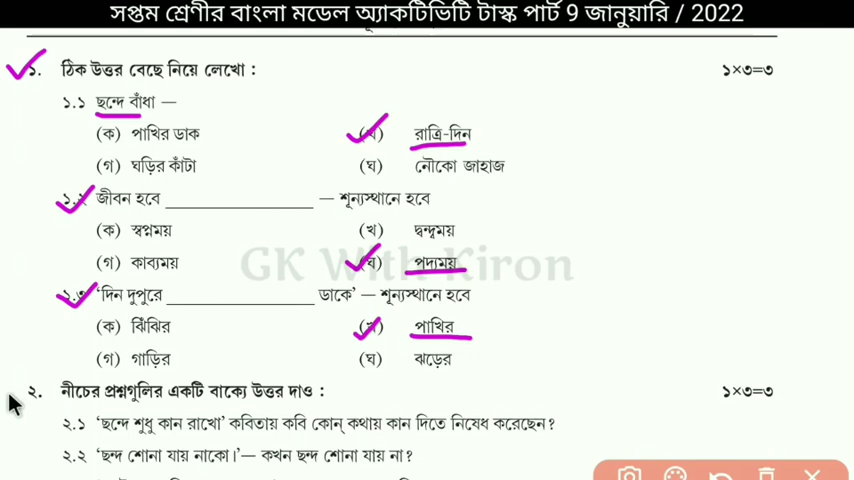 সপ্তম শ্রেণীর বাংলা মডেল অ্যাকটিভিটি টাস্ক পার্ট 9 জানুয়ারি / 2022
১. ঠিক উত্তর বেছে নিয়ে লেখো : ১×৩=৩
১.১ ছন্দে বাঁধা —
(ক) পাখির ডাক (খ) রাত্রি-দিন
(গ) ঘড়ির কাঁটা (ঘ) নৌকো জাহাজ
১.২ জীবন হবে ______________ — শূন্যস্থানে হবে
(ক) স্বপ্নময় (খ) দ্বন্দ্বময়
(গ) কাব্যময় (ঘ) পদ্যময়
GK With Kiron
১.৩ ‘দিন দুপুরে ______________ ডাকে’ — শূন্যস্থানে হবে
(ক) ঝিঁঝির (খ) পাখির
(গ) গাড়ির (ঘ) ঝড়ের
২. নীচের প্রশ্নগুলির একটি বাক্যে উত্তর দাও : ১×৩=৩
২.১ ‘ছন্দে শুধু কান রাখো’ কবিতায় কবি কোন্ কথায় কান দিতে নিষেধ করেছেন?
২.২ ‘ছন্দ শোনা যায় নাকো।’— কখন ছন্দ শোনা যায় না?